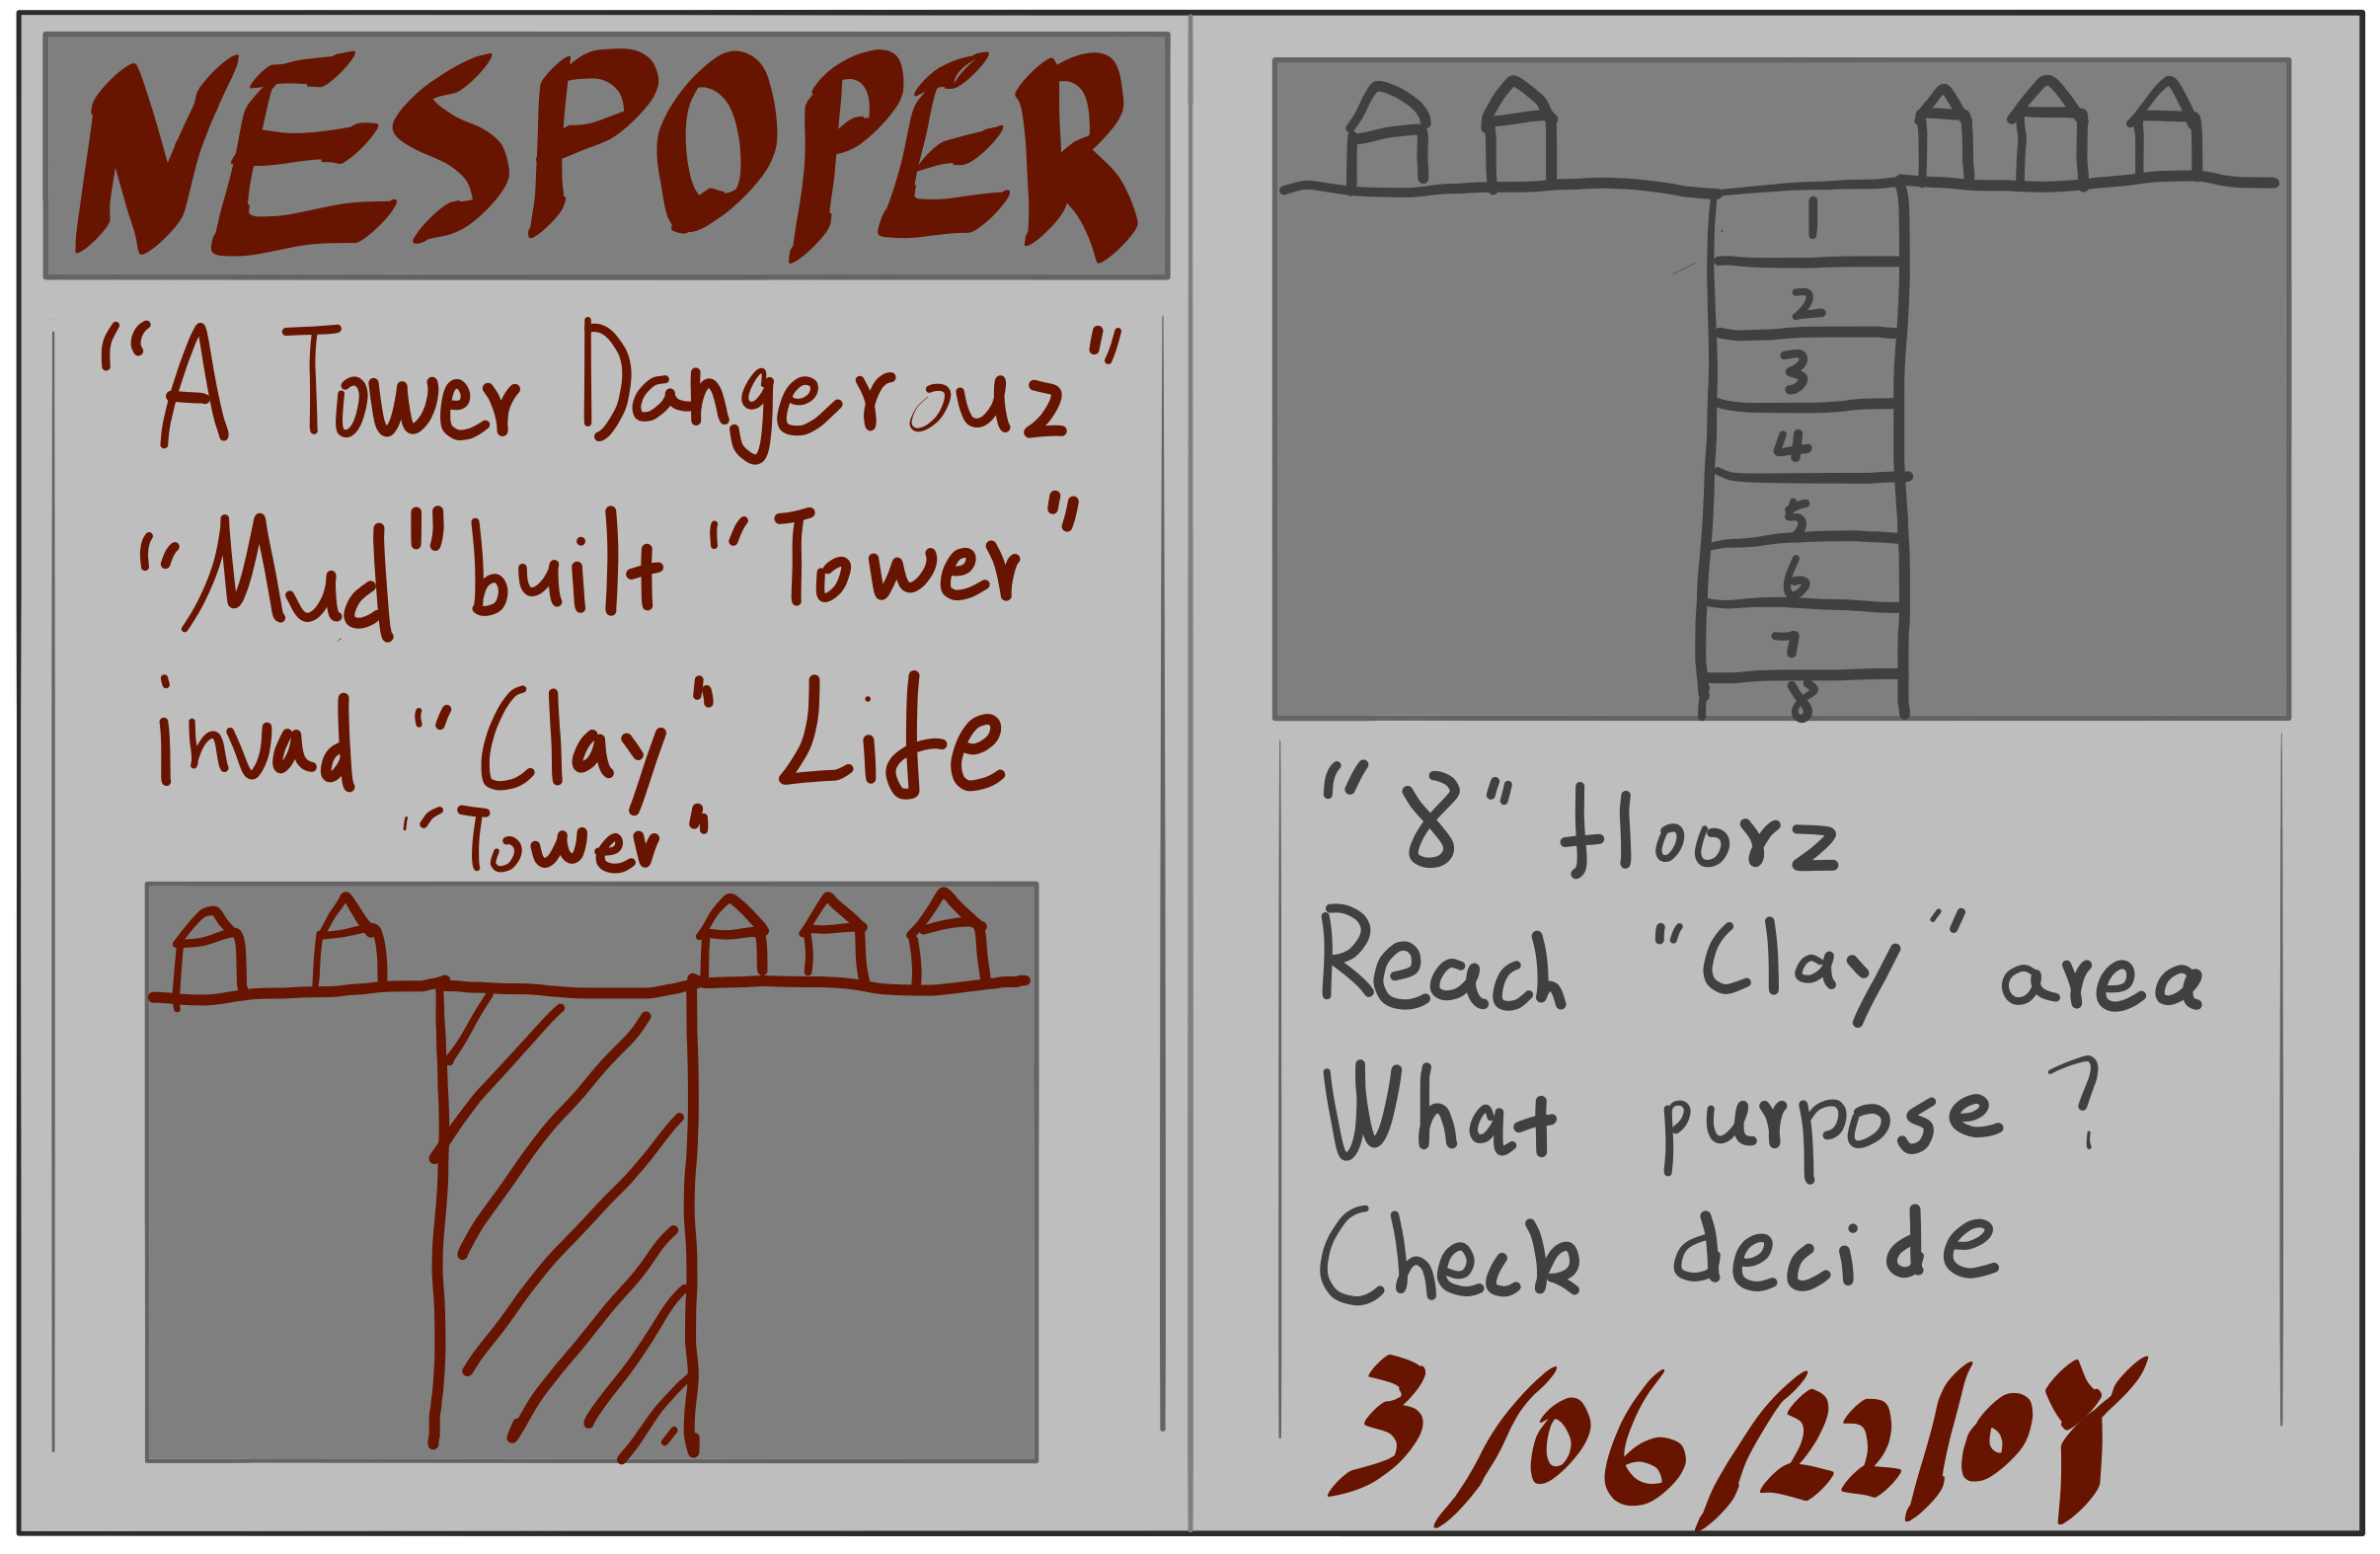 NESPOPER
"A Tower Dangerouz"
"Mud" built "Tower"
invad "Clay" Life
"Tower"
1
2
3
4
5
6
7
8
"8" floorz
Reach "Clay" area
What purpose ?
Check decide
3/06/22/0Y